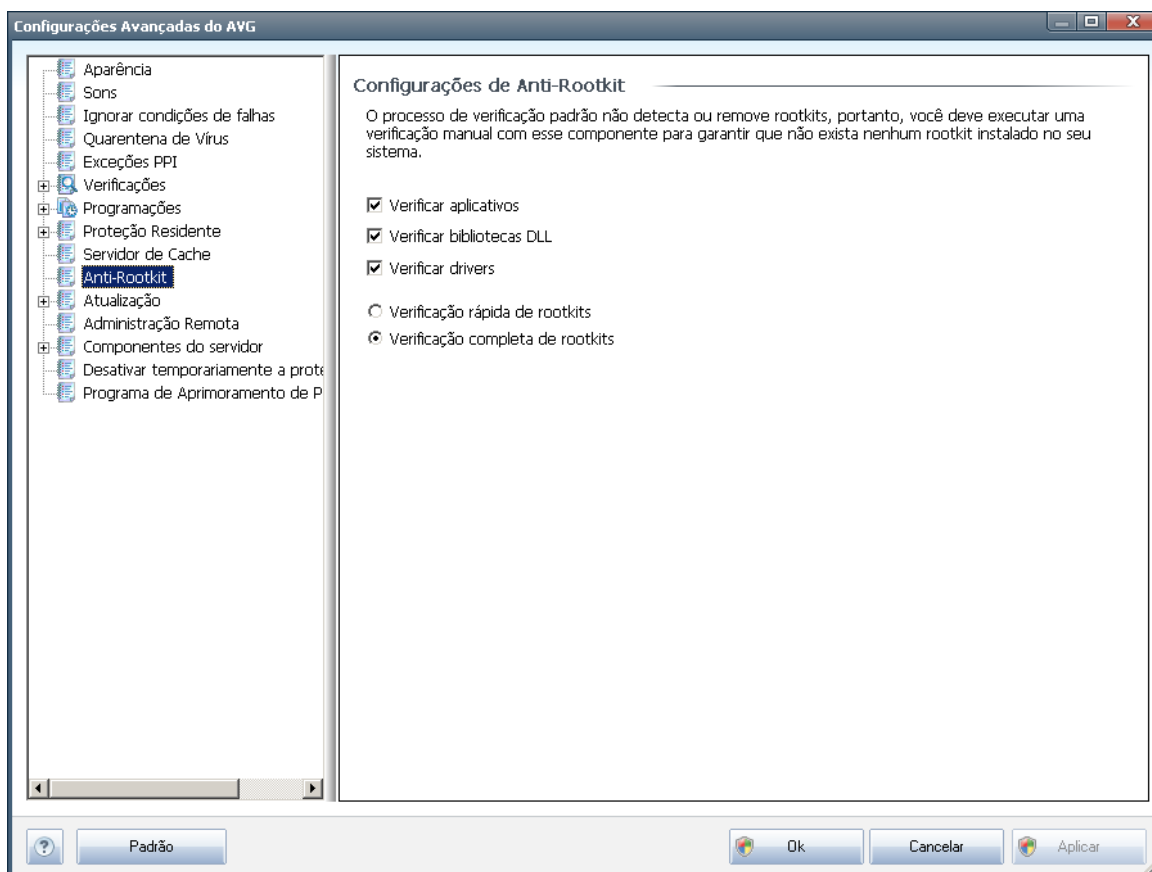 Configurações Avançadas do AVG
Aparência
Sons
Ignorar condições de falhas
Quarentena de Vírus
Exceções PPI
Verificações
Programações
Proteção Residente
Servidor de Cache
Anti-Rootkit
Atualização
Administração Remota
Componentes do servidor
Desativar temporariamente a prote
Programa de Aprimoramento de P
Configurações de Anti-Rootkit
O processo de verificação padrão não detecta ou remove rootkits, portanto, você deve executar uma
verificação manual com esse componente para garantir que não exista nenhum rootkit instalado no seu
sistema.
Verificar aplicativos
Verificar bibliotecas DLL
Verificar drivers
Verificação rápida de rootkits
Verificação completa de rootkits
? Padrão Ok Cancelar Aplicar